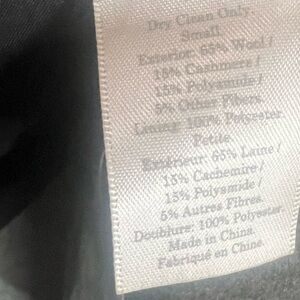 Dry Clean Only.
Small.
Exterior: 65% Wool /
15% Cashmere /
15% Polyamide /
5% Other Fibers.
Lining: 100% Polyester.
Petite.
Extérieur: 65% Laine /
15% Cachemire /
15% Polyamide /
5% Autres Fibres.
Doublure: 100% Polyester.
Made in China.
Fabriqué en Chine.